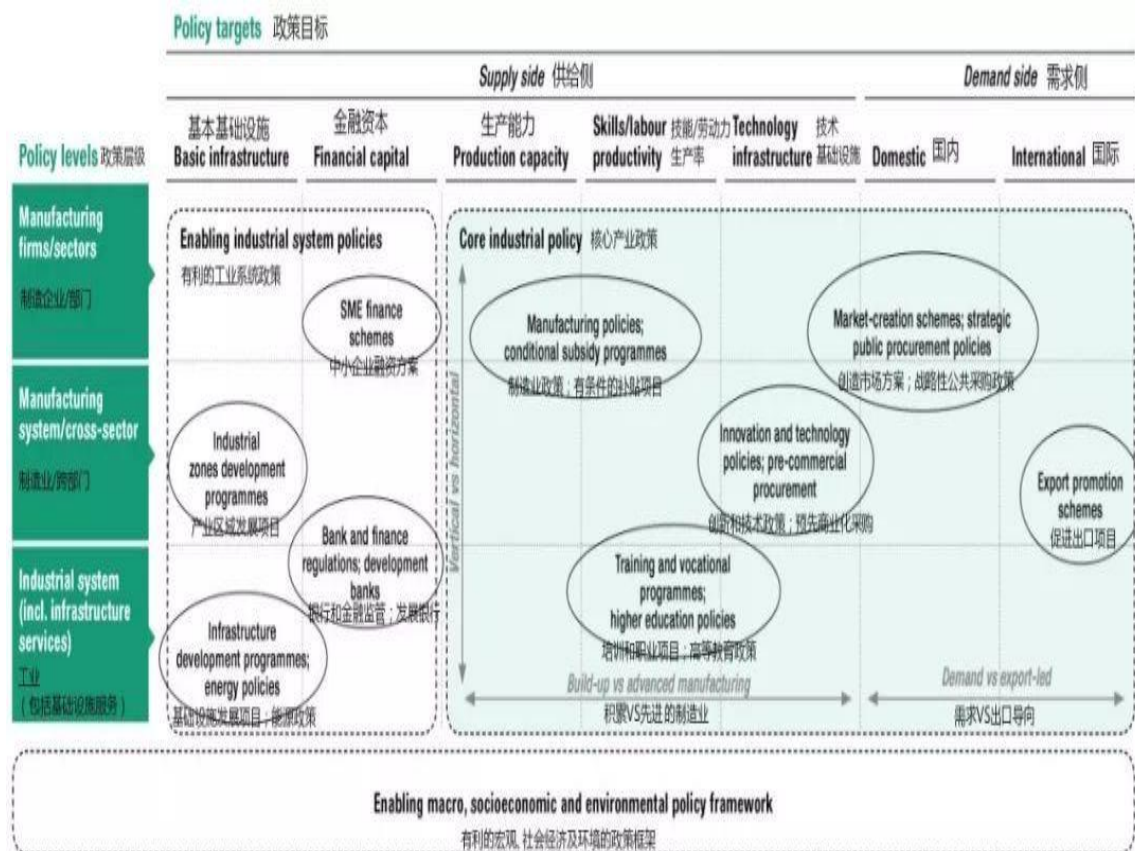 Policy targets 政策目标
Supply side 供给侧
Demand side 需求侧
Policy levels 政策层级
基本基础设施
Basic infrastructure
金融资本
Financial capital
生产能力
Production capacity
Skills/labour 技能/劳动力
productivity 生产率
Technology 技术
infrastructure 基础设施
Domestic 国内
International 国际
Manufacturing
firms/sectors
制造企业/部门
Manufacturing
system/cross-sector
制造业/跨部门
Industrial system
(incl. infrastructure
services)
工业
（包括基础设施服务）
Enabling industrial system policies
有利的工业系统政策
SME finance
schemes
中小企业融资方案
Industrial
zones development
programmes
产业区域发展项目
Bank and finance
regulations; development
banks
银行和金融监管；发展银行
Infrastructure
development programmes;
energy policies
基础设施发展项目；能源政策
Core industrial policy 核心产业政策
Vertical vs horizontal
Manufacturing policies;
conditional subsidy programmes
制造业政策；有条件的补贴项目
Market-creation schemes; strategic
public procurement policies
创造市场方案；战略性公共采购政策
Innovation and technology
policies; pre-commercial
procurement
创新和技术政策；预先商业化采购
Export promotion
schemes
促进出口项目
Training and vocational
programmes;
higher education policies
培训和职业项目；高等教育政策
Build-up vs advanced manufacturing
积累VS先进的制造业
Demand vs export-led
需求VS出口导向
Enabling macro, socioeconomic and environmental policy framework
有利的宏观, 社会经济及环境的政策框架